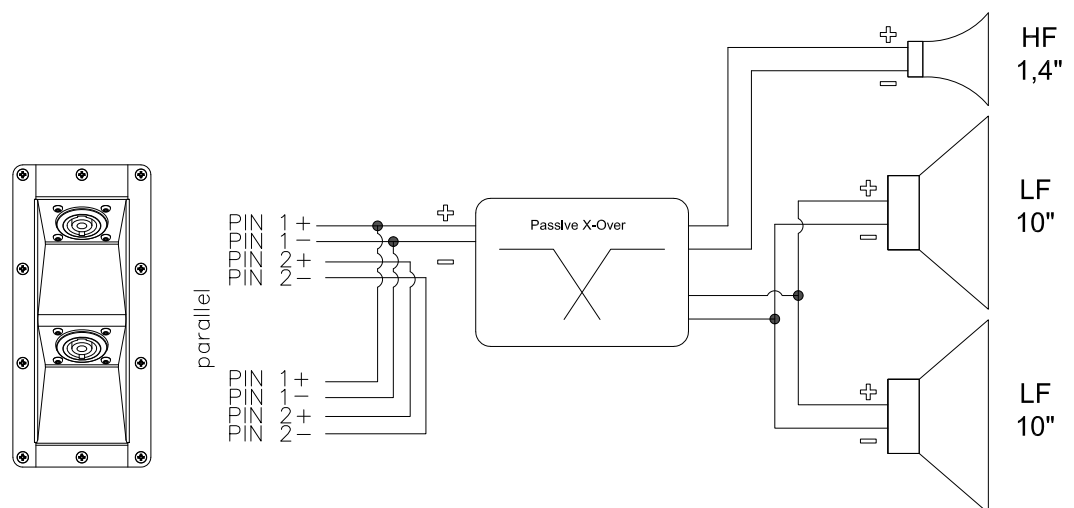 HF
1,4"
PIN 1+
PIN 1-
PIN 2+
PIN 2-
Passive X-Over
LF
10"
parallel
PIN 1+
PIN 1-
PIN 2+
PIN 2-
LF
10"